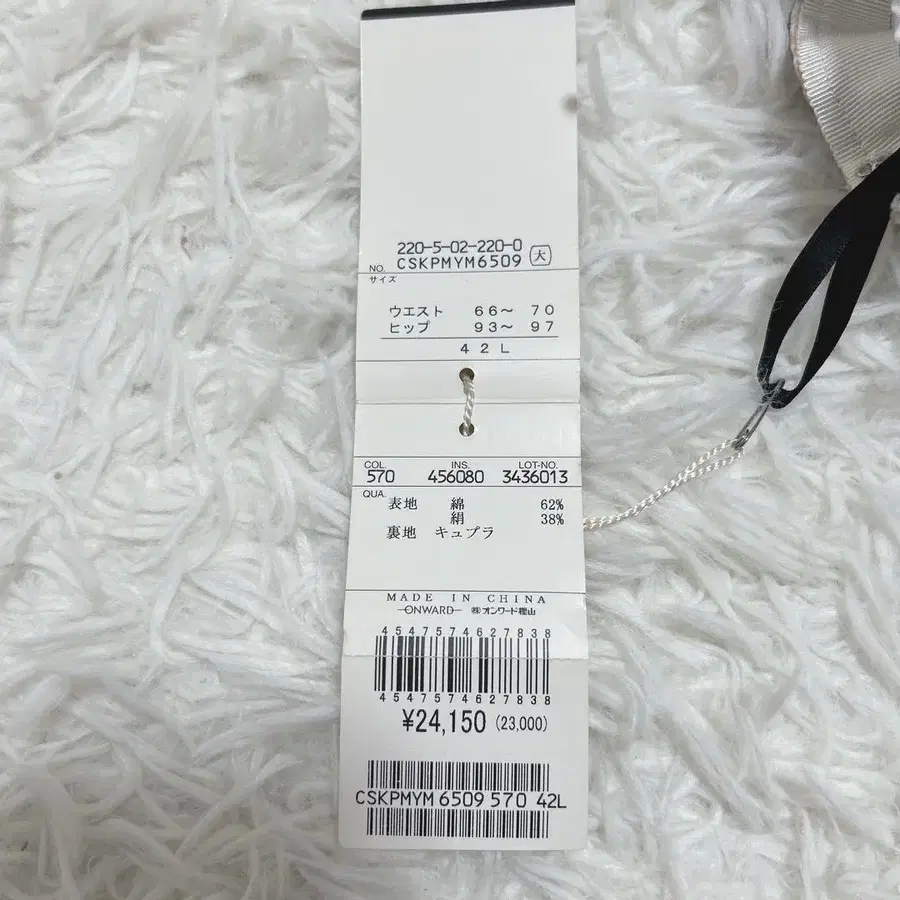 220-5-02-220-0
NO. CSKPMYM6509 大
サイズ
ウエスト 66～ 70
ヒップ 93～ 97
42L
COL. 570 INS. 456080 LOT-NO. 3436013
QUA.
表地 綿 62%
絹 38%
裏地 キュプラ
MADE IN CHINA
ONWARD ㈱オンワード樫山
4547574627838
4547574627838
¥24,150 (23,000)
CSKPMYM 6509 570 42L